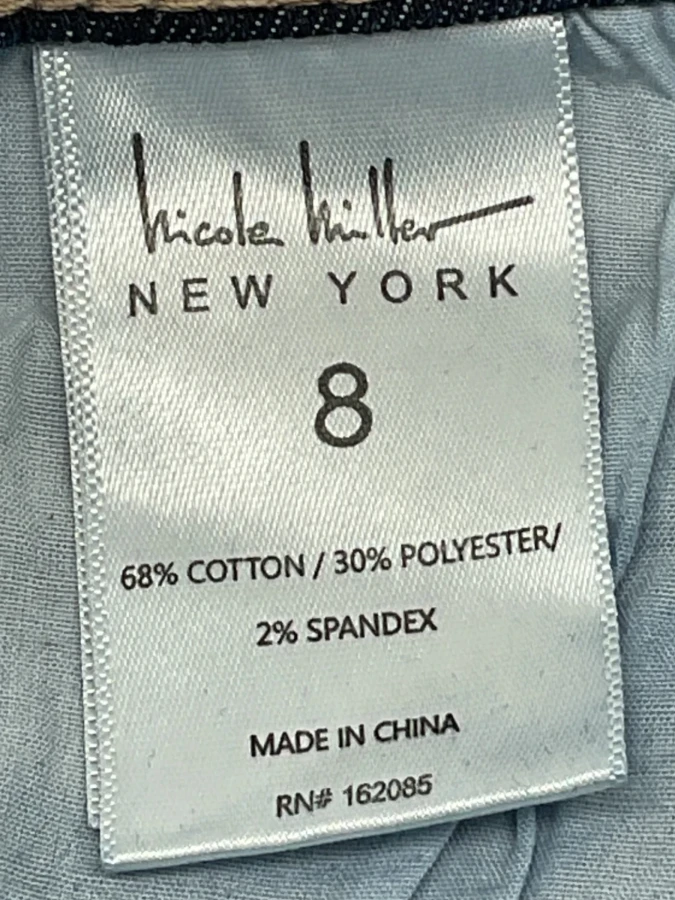 Nicole Miller
NEW YORK
8
68% COTTON / 30% POLYESTER/
2% SPANDEX
MADE IN CHINA
RN# 162085